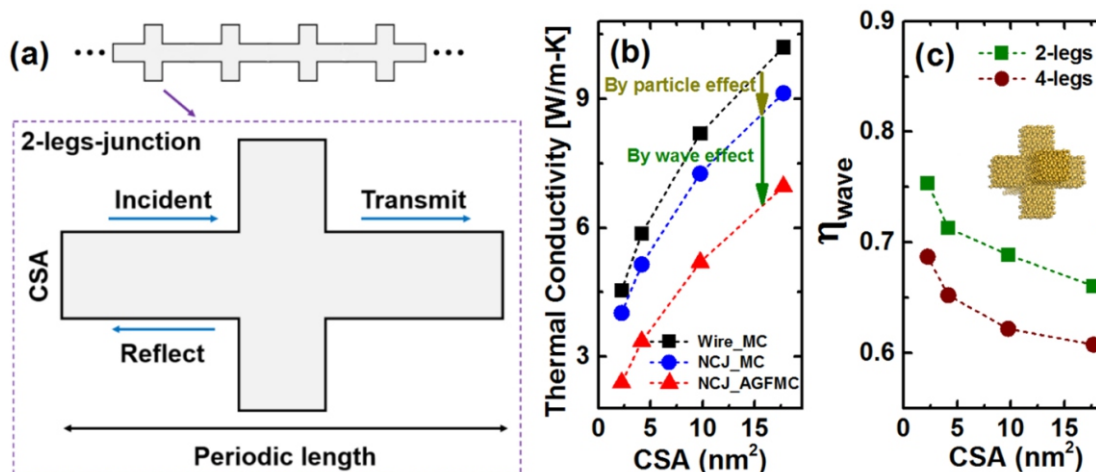 (a)
2-legs-junction
Incident
Transmit
CSA
Reflect
Periodic length
(b)
Thermal Conductivity [W/m-K]
9
6
3
By particle effect
By wave effect
Wire_MC
NCJ_MC
NCJ_AGFMC
0 5 10 15
CSA (nm²)
(c)
ηwave
0.9
0.8
0.7
0.6
2-legs
4-legs
0 5 10 15
CSA (nm²)